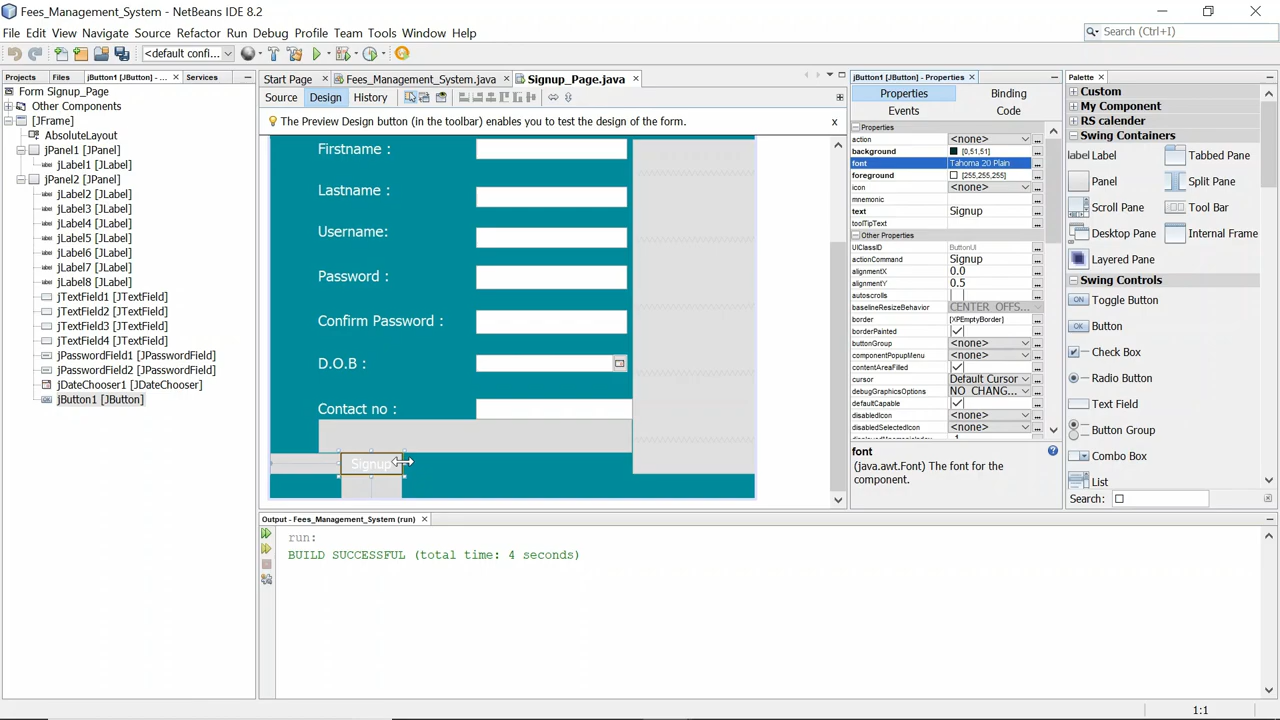 Fees_Management_System - NetBeans IDE 8.2
File Edit View Navigate Source Refactor Run Debug Profile Team Tools Window Help
Search (Ctrl+I)
<default confi...
Projects Files jButton1 [JButton] - ... Services
Form Signup_Page
Other Components
[JFrame]
AbsoluteLayout
jPanel1 [JPanel]
jLabel1 [JLabel]
jPanel2 [JPanel]
jLabel2 [JLabel]
jLabel3 [JLabel]
jLabel4 [JLabel]
jLabel5 [JLabel]
jLabel6 [JLabel]
jLabel7 [JLabel]
jLabel8 [JLabel]
jTextField1 [JTextField]
jTextField2 [JTextField]
jTextField3 [JTextField]
jTextField4 [JTextField]
jPasswordField1 [JPasswordField]
jPasswordField2 [JPasswordField]
jDateChooser1 [JDateChooser]
jButton1 [JButton]
Start Page Fees_Management_System.java Signup_Page.java
Source Design History
The Preview Design button (in the toolbar) enables you to test the design of the form.
Firstname :
Lastname :
Username:
Password :
Confirm Password :
D.O.B :
Contact no :
Signup
jButton1 [JButton] - Properties
Properties Binding
Events Code
Properties
action <none>
background [0,51,51]
font Tahoma 20 Plain
foreground [255,255,255]
icon <none>
mnemonic
text Signup
toolTipText
Other Properties
UIClassID ButtonUI
actionCommand Signup
alignmentX 0.0
alignmentY 0.5
autoscrolls
baselineResizeBehavior CENTER_OFFS...
border [XPEmptyBorder]
borderPainted
buttonGroup <none>
componentPopupMenu <none>
contentAreaFilled
cursor Default Cursor
debugGraphicsOptions NO_CHANG...
defaultCapable
disabledIcon <none>
disabledSelectedIcon <none>
displayedMnemonicIndex -1
font
(java.awt.Font) The font for the
component.
Palette
Custom
My Component
RS calender
Swing Containers
label Label Tabbed Pane
Panel Split Pane
Scroll Pane Tool Bar
Desktop Pane Internal Frame
Layered Pane
Swing Controls
ON Toggle Button
OK Button
Check Box
Radio Button
Text Field
Button Group
Combo Box
List
Search:
Output - Fees_Management_System (run)
run:
BUILD SUCCESSFUL (total time: 4 seconds)
1:1